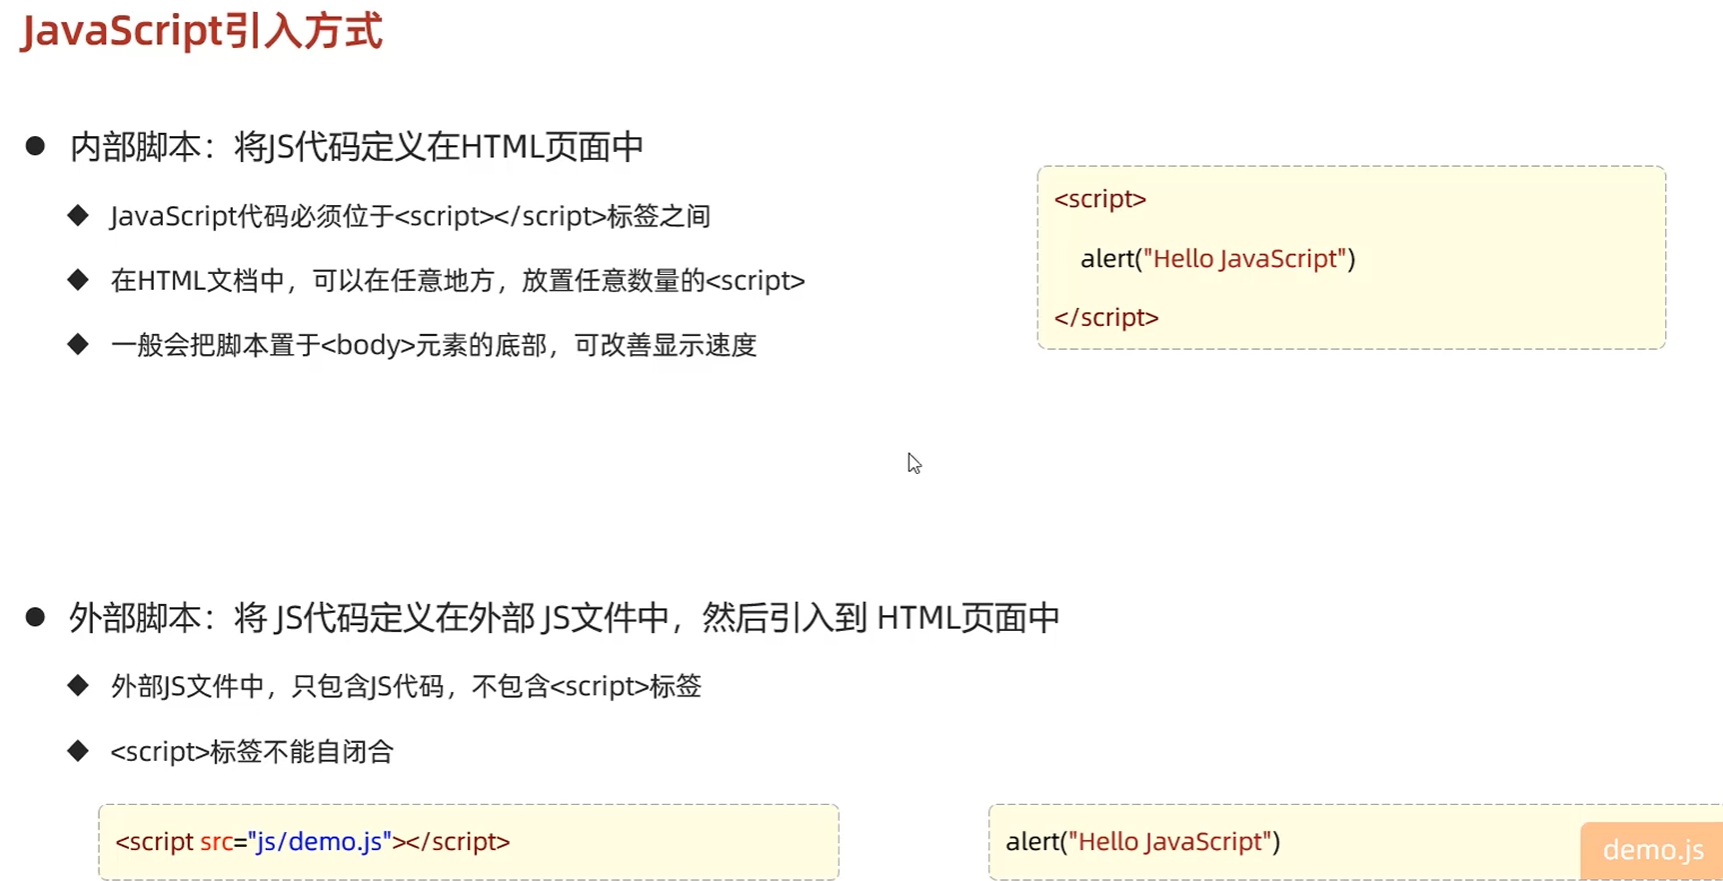 JavaScript引入方式
内部脚本：将JS代码定义在HTML页面中
JavaScript代码必须位于<script></script>标签之间
在HTML文档中，可以在任意地方，放置任意数量的<script>
一般会把脚本置于<body>元素的底部，可改善显示速度
<script>
alert("Hello JavaScript")
</script>
外部脚本：将 JS代码定义在外部 JS文件中，然后引入到 HTML页面中
外部JS文件中，只包含JS代码，不包含<script>标签
<script>标签不能自闭合
<script src="js/demo.js"></script>
alert("Hello JavaScript")
demo.js